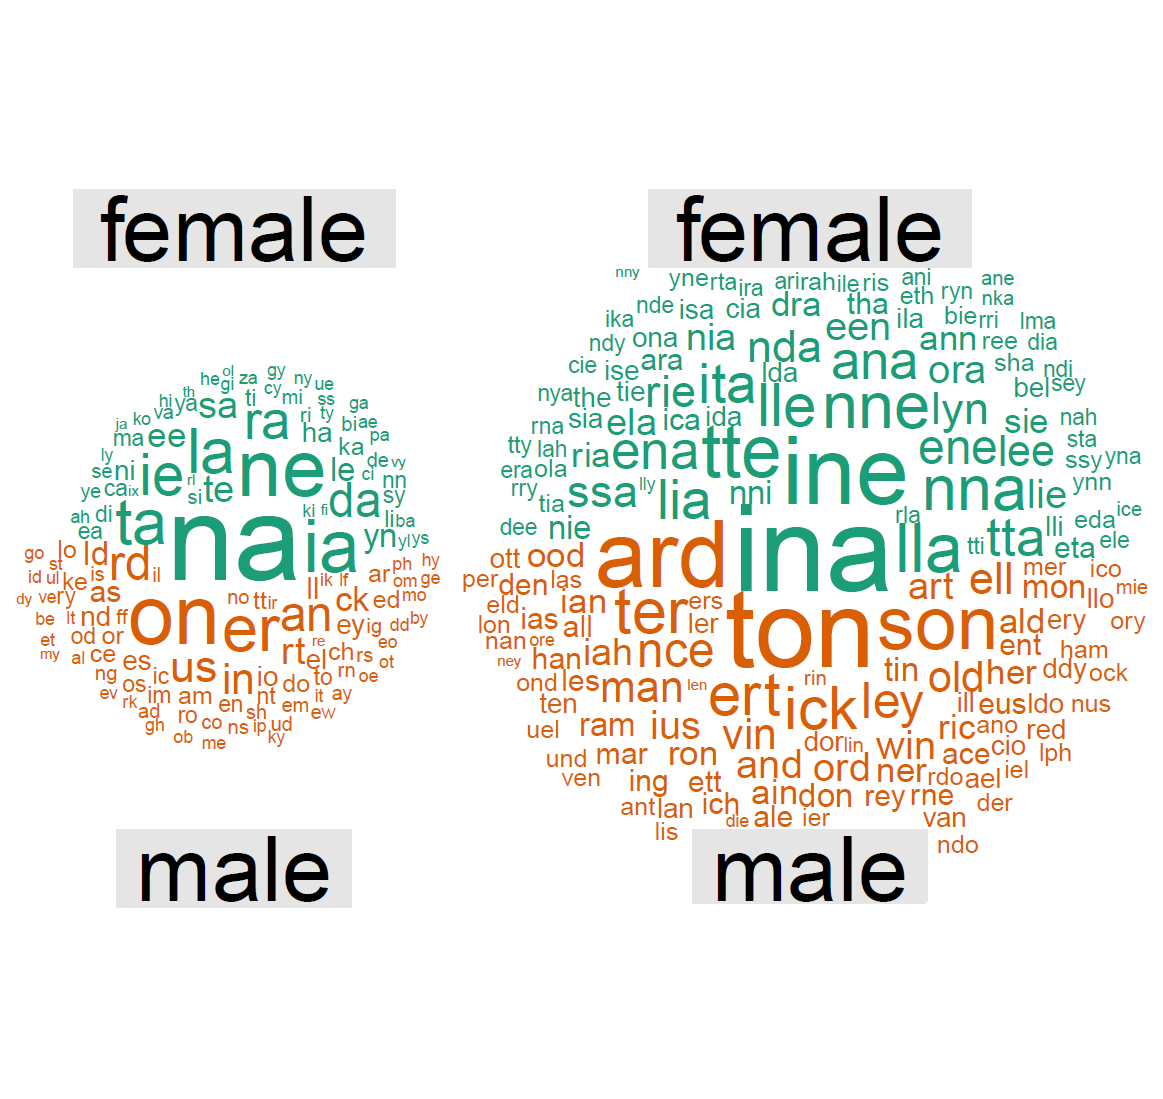 female
ol gy
he gi za ny ue
th cy mi ss
hi ya sa ti ga
va ri ty
ja ko ra bi ae
ma ee ha pa
ly la ka
se ni ie ne le de vy
rl ci nn
ye ca ix si te da sy
ki fi
ah di ta na ia li ba
ea yn yl ys
go lo ld rd il ph hy
st
id ul ke is ll ik lf ar om ge
as
dy ve ry on no tt ir an ck ed mo
be lt nd ff er ey ig dd by
et od or re eo
my al ce rt el ch rs ot
es us in io to rn oe
ng ic do
ev os im am en nt it ay
rk em
ad ro sh ew
gh co ns ip ud
ob me ky
male
female
nny yne rta ira ari rah ile ris ani ane
eth ryn nka
nde isa cia dra tha
ika een ila bie rri lma
ndy ona nia nda ann ree dia
cie ise ara ana ora sha ndi
lda
nya the tie rie ita lle nne lyn bel sey
rna sia ela ica ida sie nah
tty lah ria ena tte ine ene lee sta
era ola ssy yna
rry ssa lly lia nni nna lie ynn
tia
dee nie ina rla lla tti tta lli eda ice
eta ele
ott ood ard
per den las art ell mer ico
mon mie
eld ian ter ers ton son llo
lon ias all ler ald ery ory
nan ore han iah nce ent ham
ney tin old her ddy ock
ond les man len ert rin
ten ick ley ill eus ldo nus
uel ram ius vin ric ano red
dor lin win
und mar ron ace cio lph
ven and ord ner rdo ael iel
ing ett
ant lan ich ain don rey rne der
lis die ale ier van
ndo
male